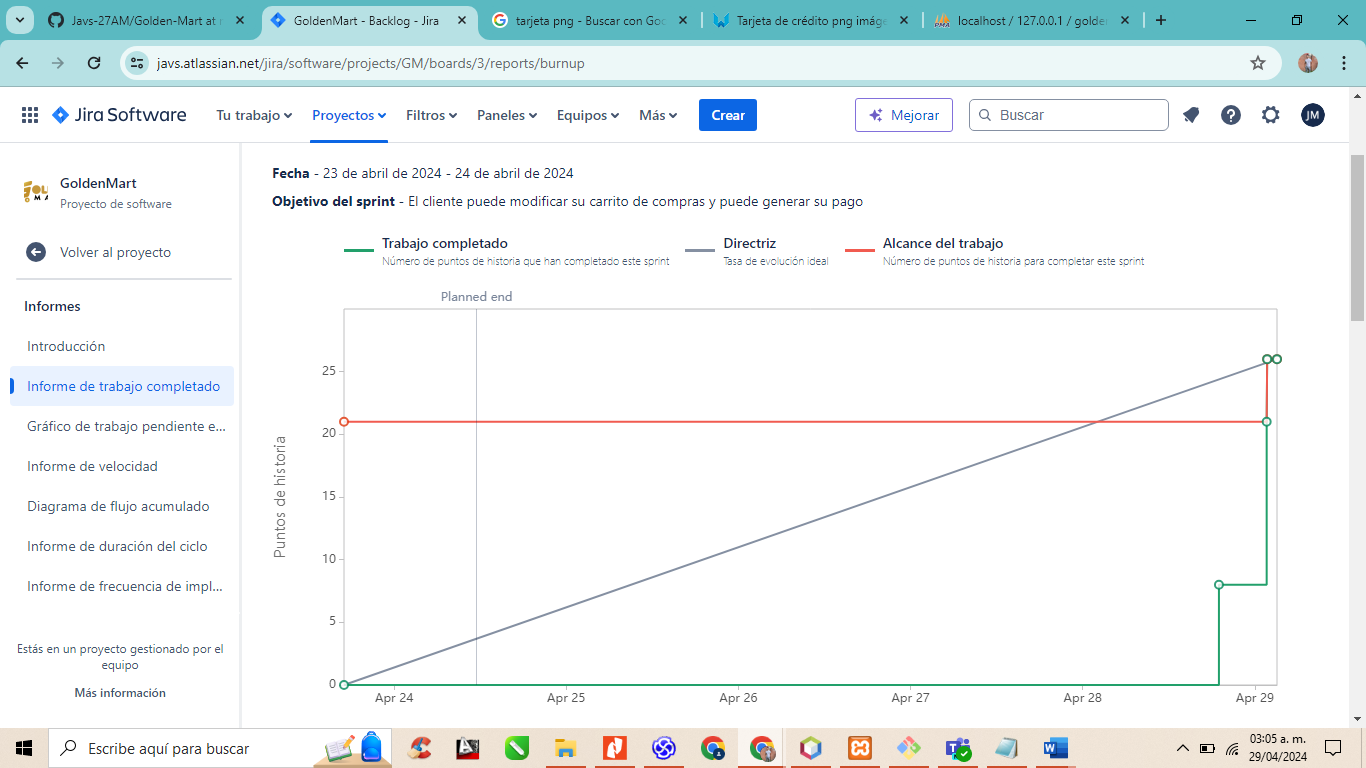 Javs-27AM/Golden-Mart at
GoldenMart - Backlog - Jira
tarjeta png - Buscar con Goo
Tarjeta de crédito png imáge
localhost / 127.0.0.1 / golde
javs.atlassian.net/jira/software/projects/GM/boards/3/reports/burnup
Jira Software
Tu trabajo
Proyectos
Filtros
Paneles
Equipos
Más
Crear
Mejorar
Buscar
JM
GoldenMart
Proyecto de software
Volver al proyecto
Informes
Introducción
Informe de trabajo completado
Gráfico de trabajo pendiente e...
Informe de velocidad
Diagrama de flujo acumulado
Informe de duración del ciclo
Informe de frecuencia de impl...
Estás en un proyecto gestionado por el
equipo
Más información
Fecha - 23 de abril de 2024 - 24 de abril de 2024
Objetivo del sprint - El cliente puede modificar su carrito de compras y puede generar su pago
Trabajo completado
Número de puntos de historia que han completado este sprint
Directriz
Tasa de evolución ideal
Alcance del trabajo
Número de puntos de historia para completar este sprint
Planned end
Puntos de historia
25
20
15
10
5
0
Apr 24
Apr 25
Apr 26
Apr 27
Apr 28
Apr 29
Escribe aquí para buscar
03:05 a. m.
29/04/2024